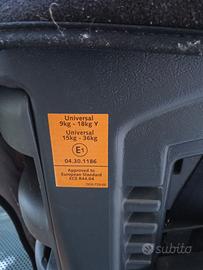 Universal
9kg - 18kg Y
Universal
15kg - 36kg
E1
04.30.1186
Approved to
European Standard
ECE R44.04
subito